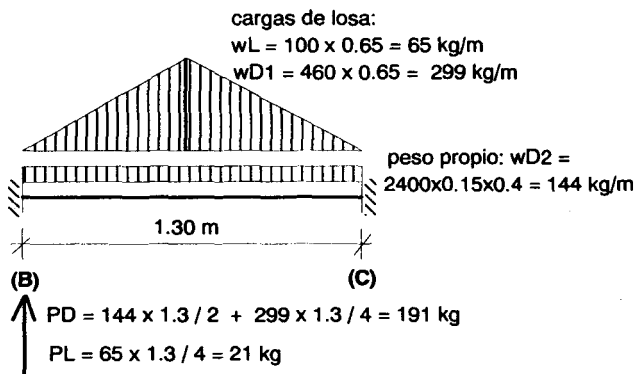 cargas de losa:
wL = 100 x 0.65 = 65 kg/m
wD1 = 460 x 0.65 = 299 kg/m
peso propio: wD2 =
2400x0.15x0.4 = 144 kg/m
1.30 m
(B) (C)
PD = 144 x 1.3 / 2 + 299 x 1.3 / 4 = 191 kg
PL = 65 x 1.3 / 4 = 21 kg